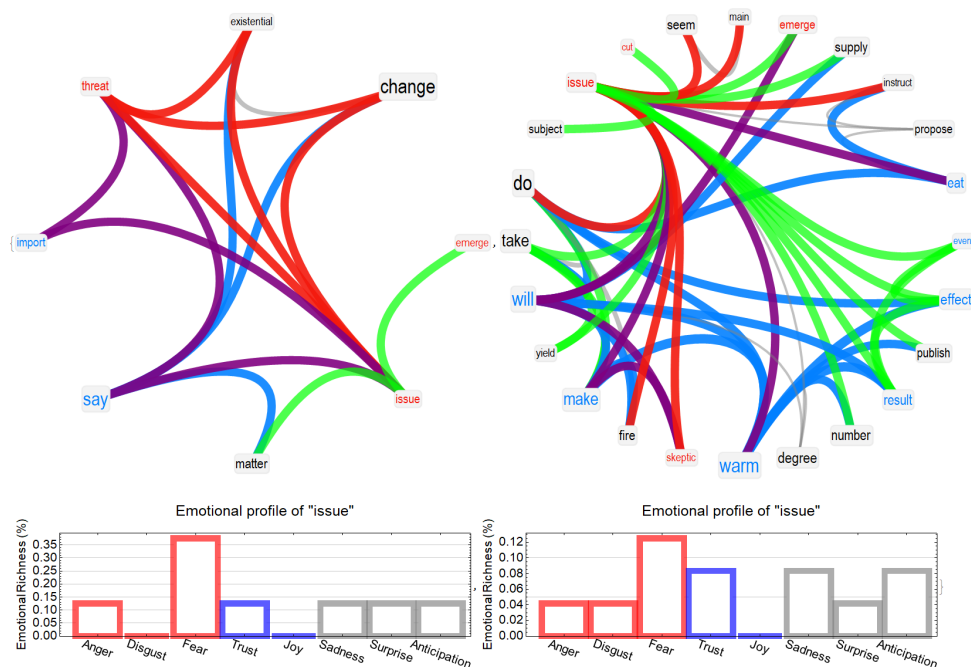 existential
threat
change
{ import
emerge
,
say
issue
matter
main
seem
emerge
cut
supply
issue
instruct
subject
propose
do
eat
take
even
will
effect
yield
publish
make
result
fire
number
skeptic
degree
warm
Emotional profile of "issue"
Emotional Richness (%)
0.35
0.30
0.25
0.20
0.15
0.10
0.05
0.00
Anger Disgust Fear Trust Joy Sadness Surprise Anticipation
,
Emotional profile of "issue"
Emotional Richness (%)
0.12
0.10
0.08
0.06
0.04
0.02
0.00
Anger Disgust Fear Trust Joy Sadness Surprise Anticipation
}